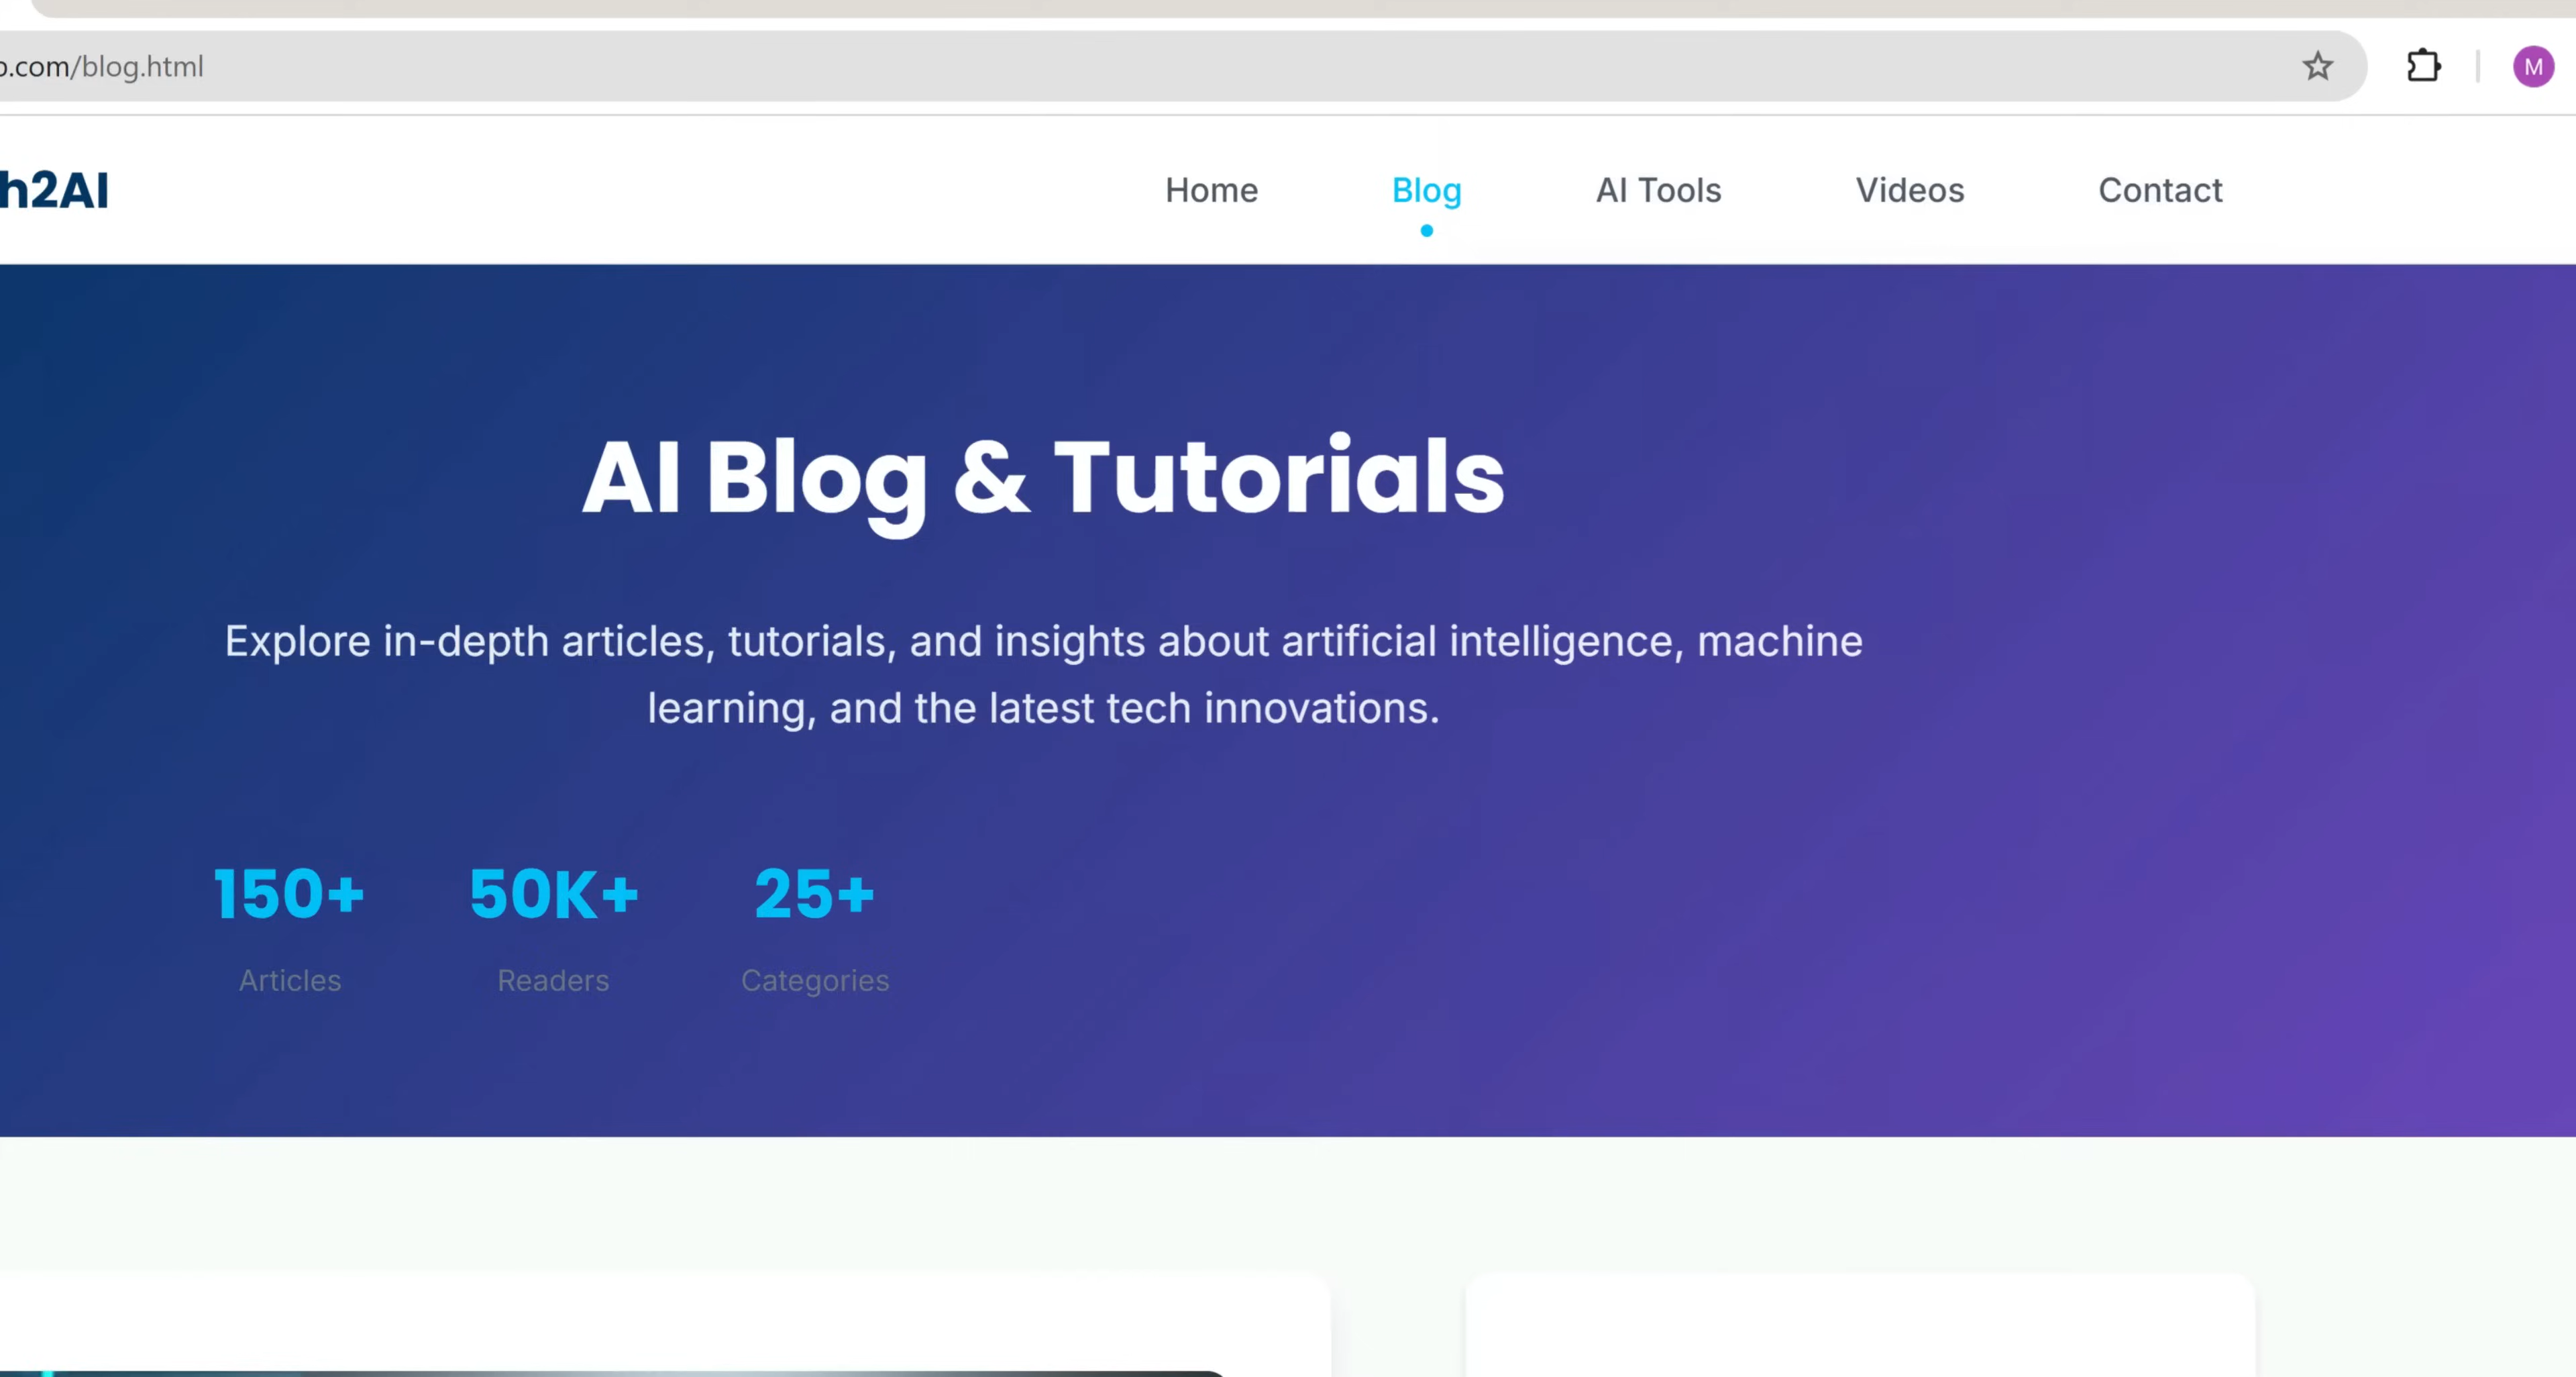 .com/blog.html
M
h2AI
Home Blog AI Tools Videos Contact
AI Blog & Tutorials
Explore in-depth articles, tutorials, and insights about artificial intelligence, machine
learning, and the latest tech innovations.
150+ 50K+ 25+
Articles Readers Categories